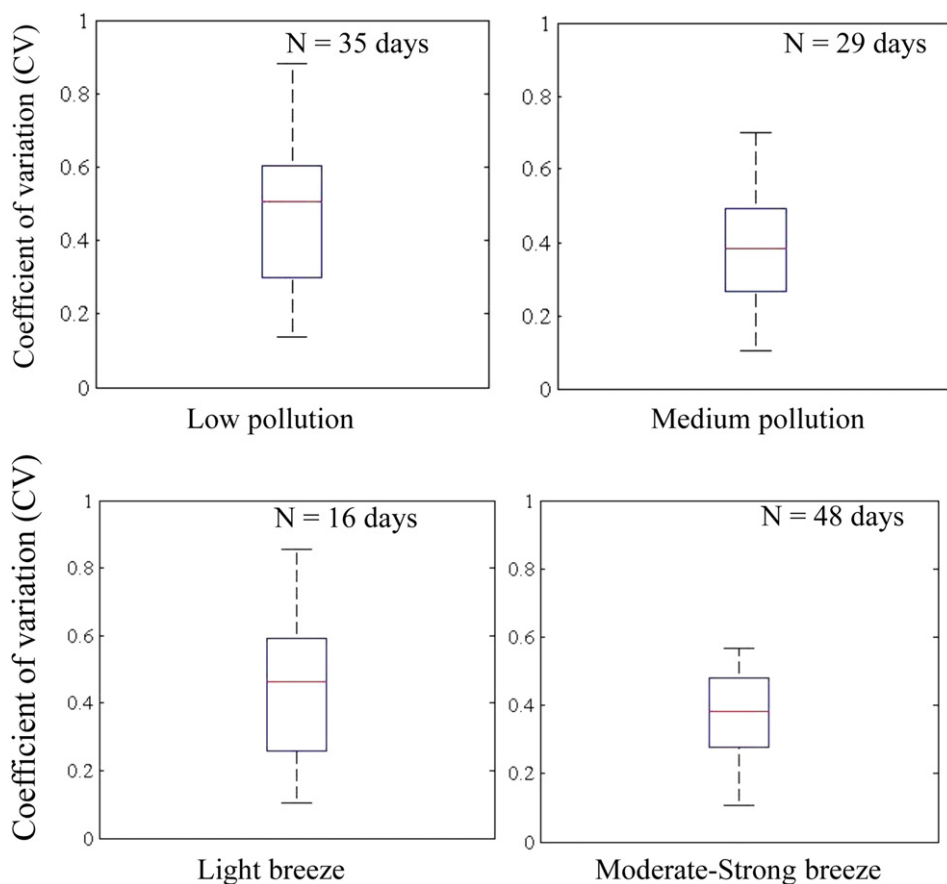 Coefficient of variation (CV)
1
0.8
0.6
0.4
0.2
0
N = 35 days
Low pollution
1
0.8
0.6
0.4
0.2
0
N = 29 days
Medium pollution
Coefficient of variation (CV)
1
0.8
0.6
0.4
0.2
0
N = 16 days
Light breeze
1
0.8
0.6
0.4
0.2
0
N = 48 days
Moderate-Strong breeze